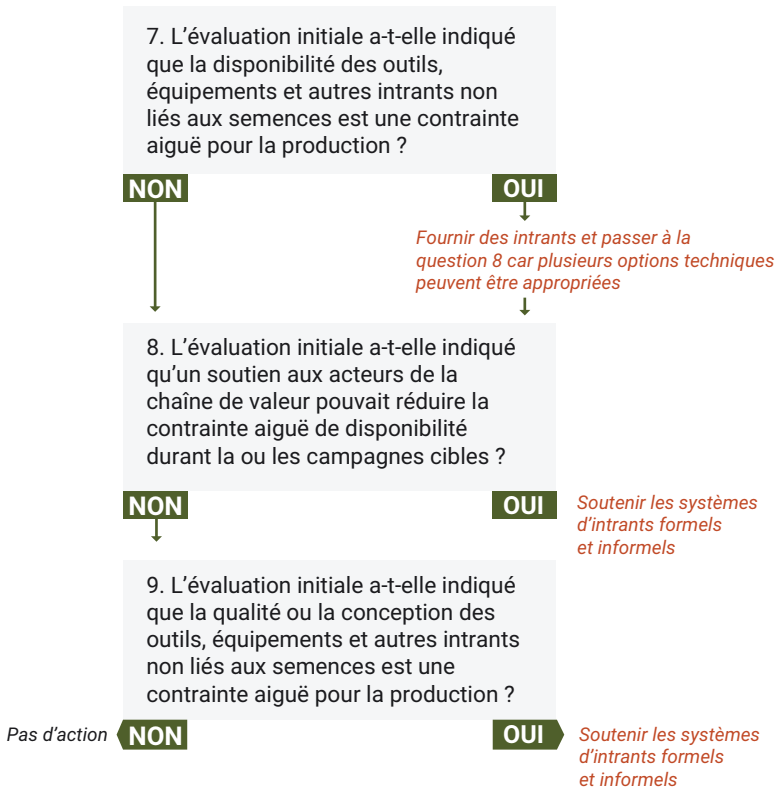 7. L’évaluation initiale a-t-elle indiqué
que la disponibilité des outils,
équipements et autres intrants non
liés aux semences est une contrainte
aiguë pour la production ?
NON
OUI
Fournir des intrants et passer à la
question 8 car plusieurs options techniques
peuvent être appropriées
8. L’évaluation initiale a-t-elle indiqué
qu’un soutien aux acteurs de la
chaîne de valeur pouvait réduire la
contrainte aiguë de disponibilité
durant la ou les campagnes cibles ?
NON
OUI
Soutenir les systèmes
d’intrants formels
et informels
9. L’évaluation initiale a-t-elle indiqué
que la qualité ou la conception des
outils, équipements et autres intrants
non liés aux semences est une
contrainte aiguë pour la production ?
Pas d’action
NON
OUI
Soutenir les systèmes
d’intrants formels
et informels